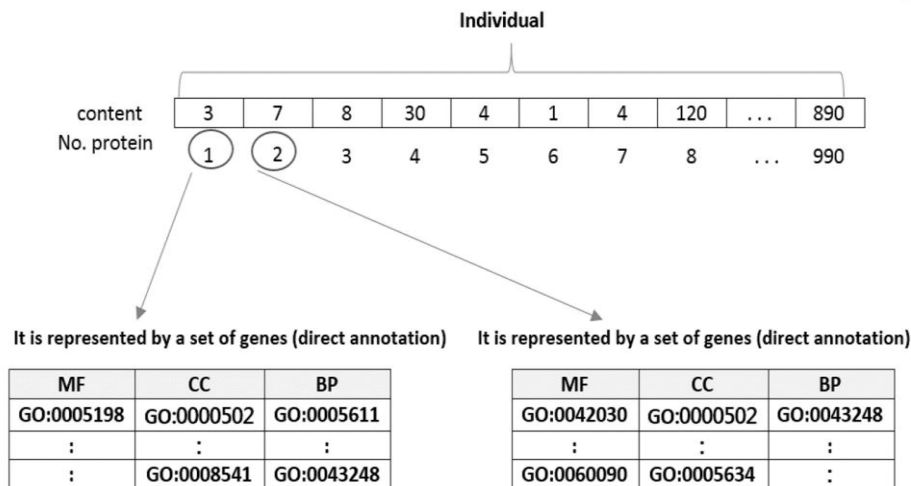 Individual
content 3 7 8 30 4 1 4 120 ... 890
No. protein 1 2 3 4 5 6 7 8 ... 990
It is represented by a set of genes (direct annotation) It is represented by a set of genes (direct annotation)
MF CC BP MF CC BP
GO:0005198 GO:0000502 GO:0005611 GO:0042030 GO:0000502 GO:0043248
: : : : : :
: GO:0008541 GO:0043248 GO:0060090 GO:0005634 :